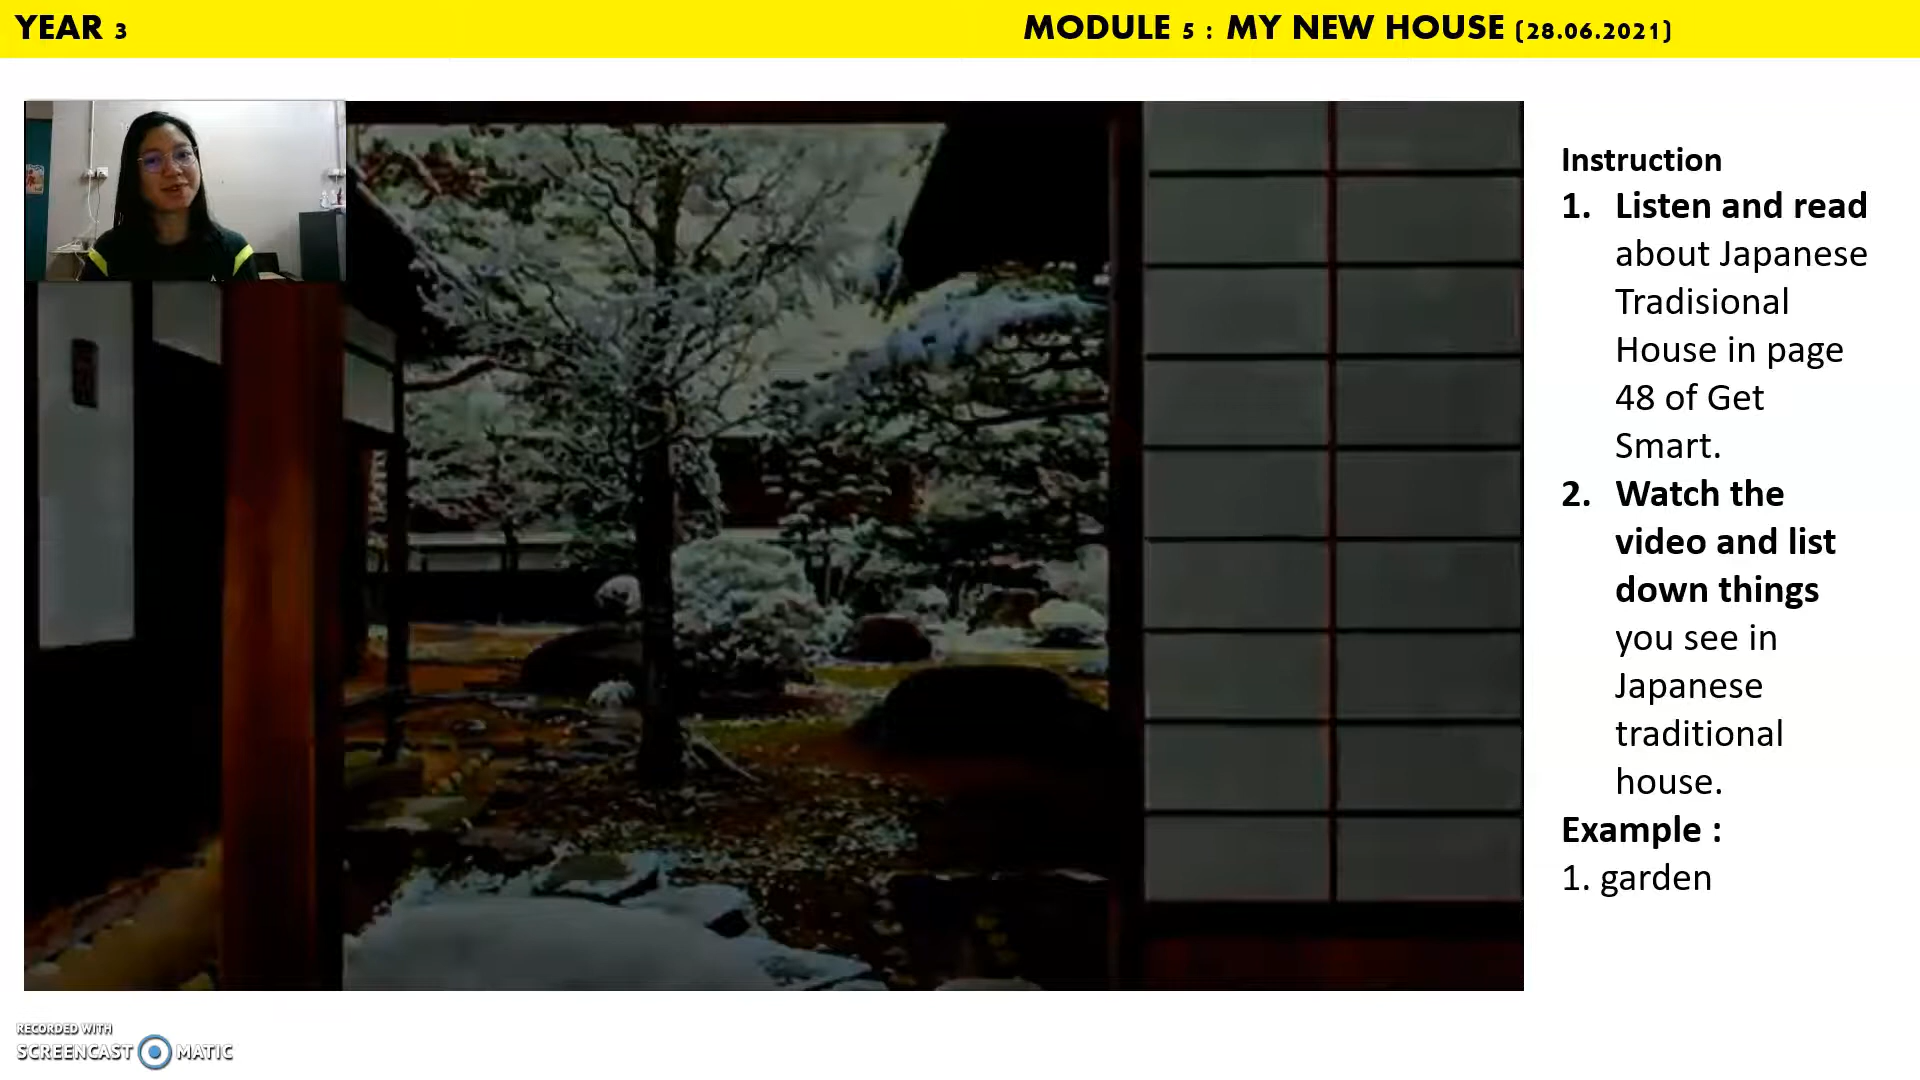 YEAR 3
MODULE 5 : MY NEW HOUSE (28.06.2021)
Instruction
1. Listen and read
about Japanese
Tradisional
House in page
48 of Get
Smart.
2. Watch the
video and list
down things
you see in
Japanese
traditional
house.
Example :
1. garden
RECORDED WITH
SCREENCAST MATIC